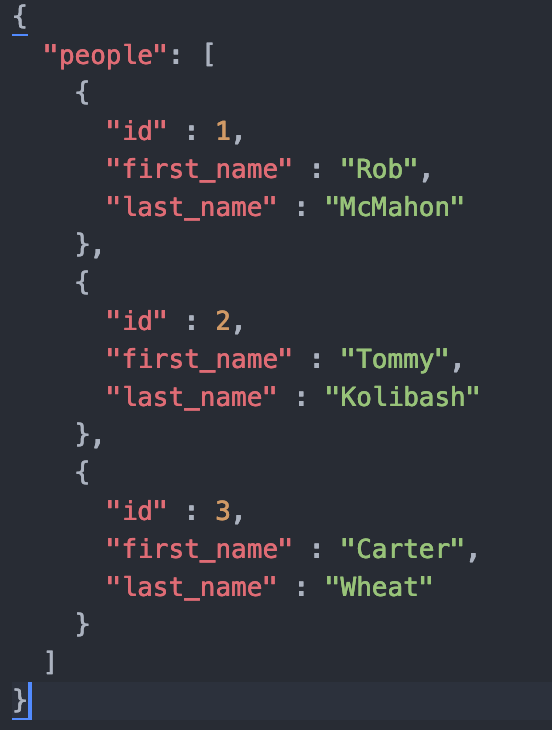 {
  "people": [
    {
      "id" : 1,
      "first_name" : "Rob",
      "last_name" : "McMahon"
    },
    {
      "id" : 2,
      "first_name" : "Tommy",
      "last_name" : "Kolibash"
    },
    {
      "id" : 3,
      "first_name" : "Carter",
      "last_name" : "Wheat"
    }
  ]
}